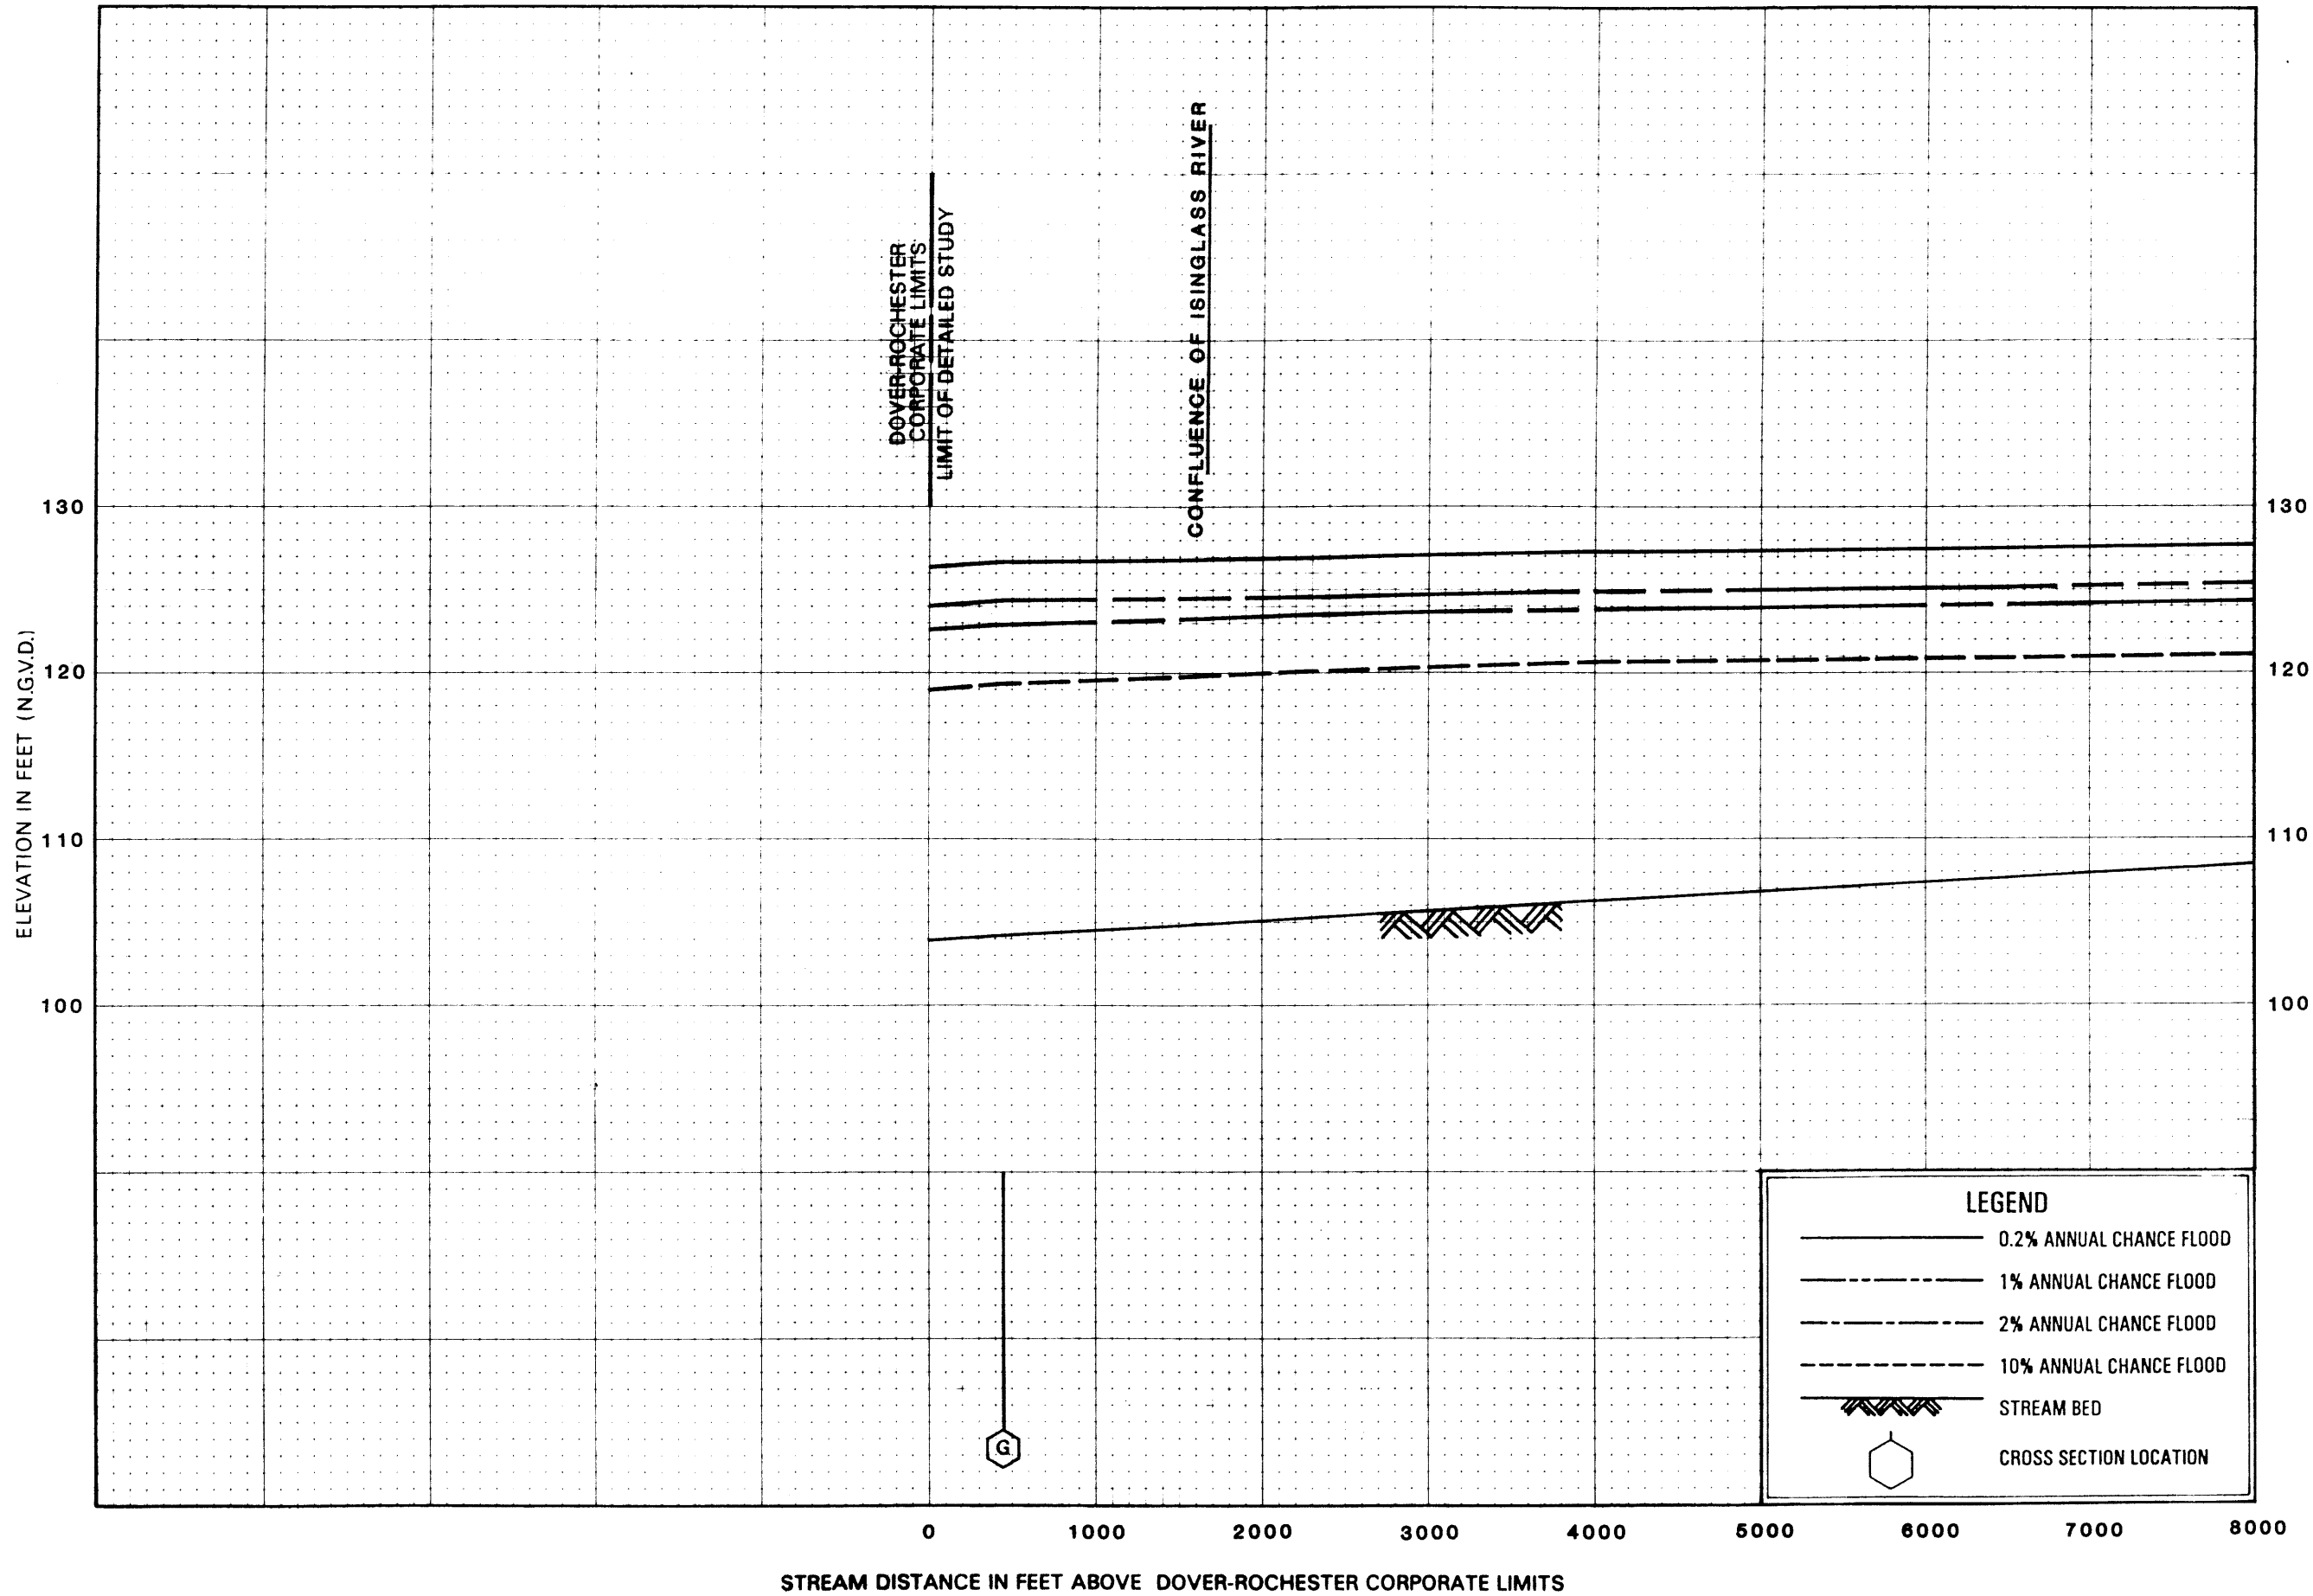 DOVER-ROCHESTER
CORPORATE LIMITS
LIMIT OF DETAILED STUDY
CONFLUENCE OF ISINGLASS RIVER
ELEVATION IN FEET (N.G.V.D.)
130
120
110
100
130
120
110
100
G
LEGEND
0.2% ANNUAL CHANCE FLOOD
1% ANNUAL CHANCE FLOOD
2% ANNUAL CHANCE FLOOD
10% ANNUAL CHANCE FLOOD
STREAM BED
CROSS SECTION LOCATION
0 1000 2000 3000 4000 5000 6000 7000 8000
STREAM DISTANCE IN FEET ABOVE DOVER-ROCHESTER CORPORATE LIMITS